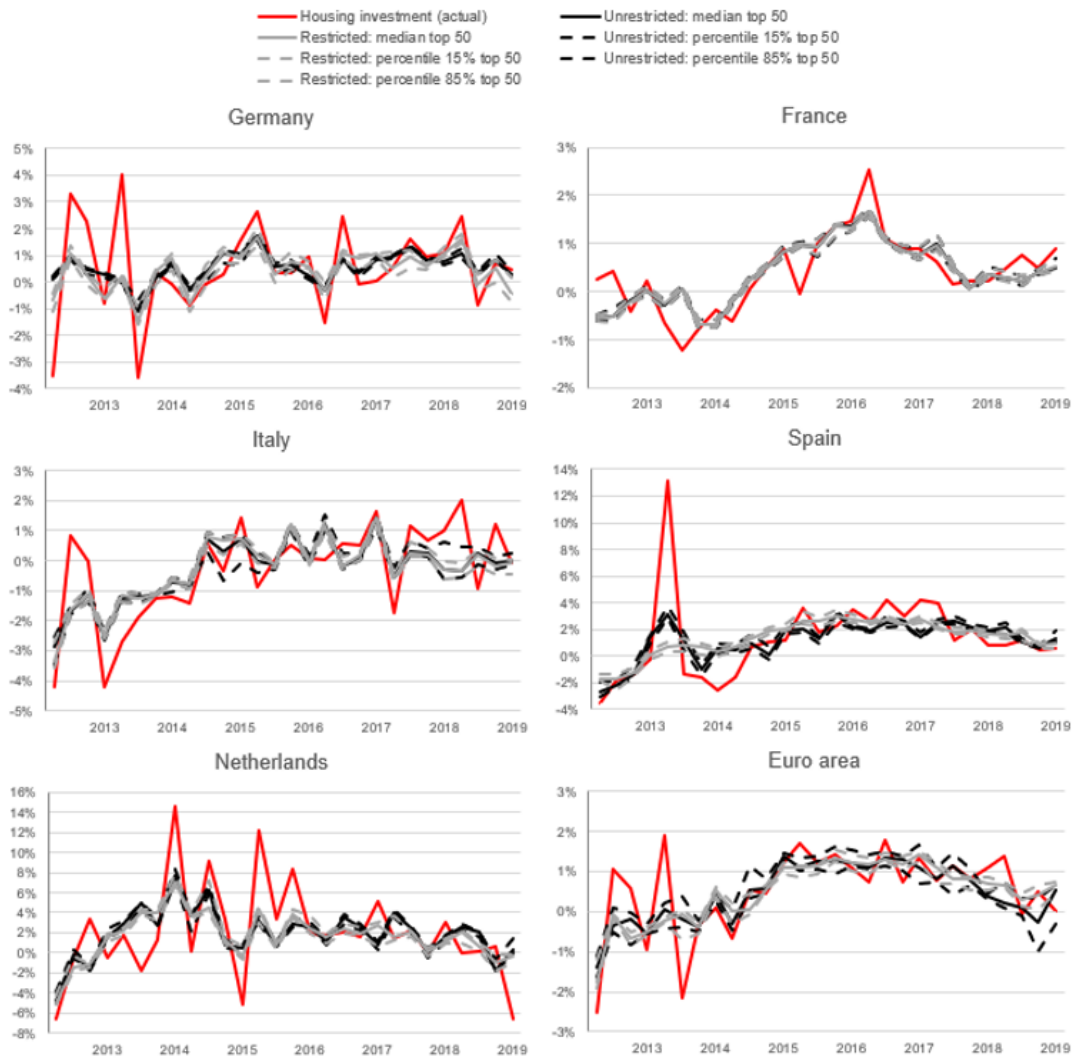 Housing investment (actual)
Unrestricted: median top 50
Restricted: median top 50
Unrestricted: percentile 15% top 50
Restricted: percentile 15% top 50
Unrestricted: percentile 85% top 50
Restricted: percentile 85% top 50
Germany
France
5%
4%
3%
2%
1%
0%
-1%
-2%
-3%
-4%
2013 2014 2015 2016 2017 2018 2019
3%
2%
1%
0%
-1%
-2%
2013 2014 2015 2016 2017 2018 2019
Italy
Spain
3%
2%
1%
0%
-1%
-2%
-3%
-4%
-5%
2013 2014 2015 2016 2017 2018 2019
14%
12%
10%
8%
6%
4%
2%
0%
-2%
-4%
2013 2014 2015 2016 2017 2018 2019
Netherlands
Euro area
16%
14%
12%
10%
8%
6%
4%
2%
0%
-2%
-4%
-6%
-8%
2013 2014 2015 2016 2017 2018 2019
3%
2%
1%
0%
-1%
-2%
-3%
2013 2014 2015 2016 2017 2018 2019